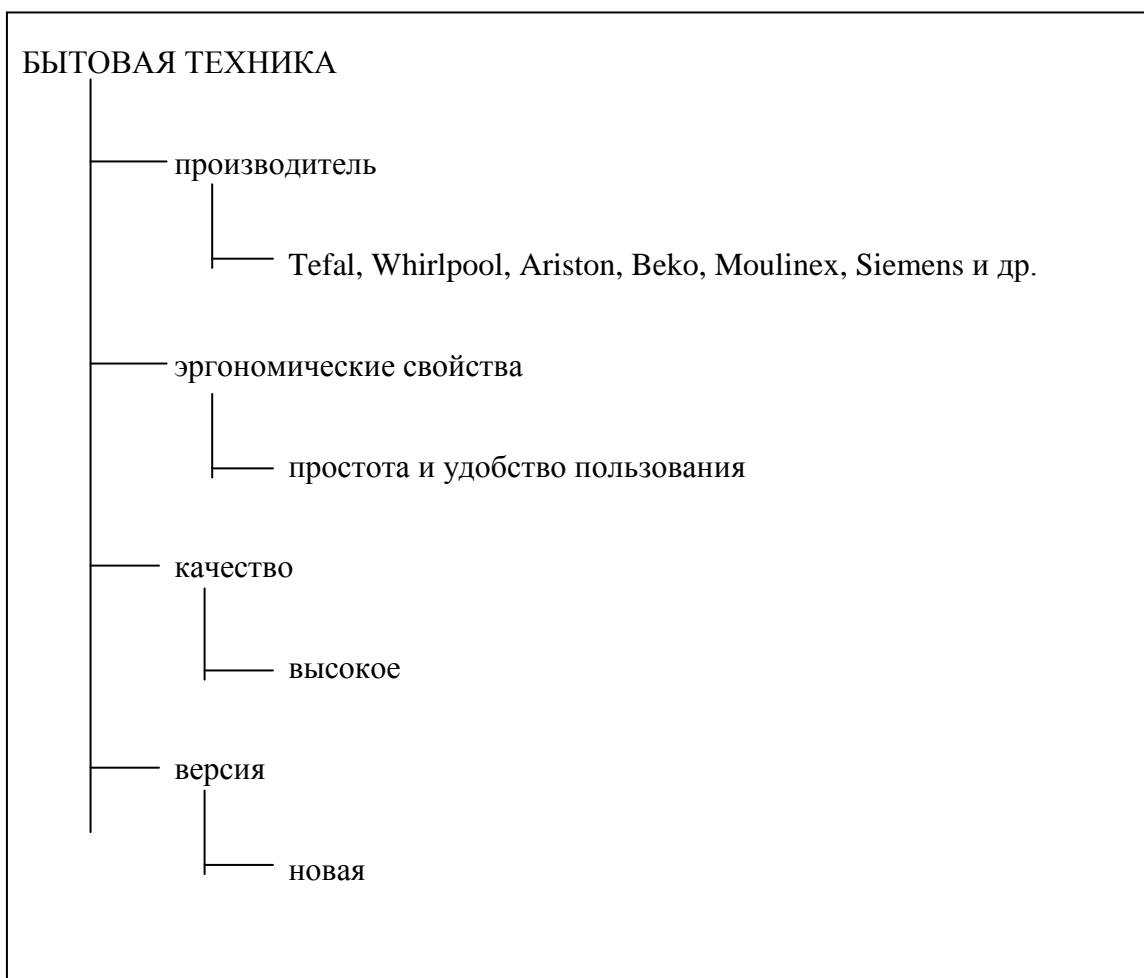 БЫТОВАЯ ТЕХНИКА
производитель
Tefal, Whirlpool, Ariston, Beko, Moulinex, Siemens и др.
эргономические свойства
простота и удобство пользования
качество
высокое
версия
новая